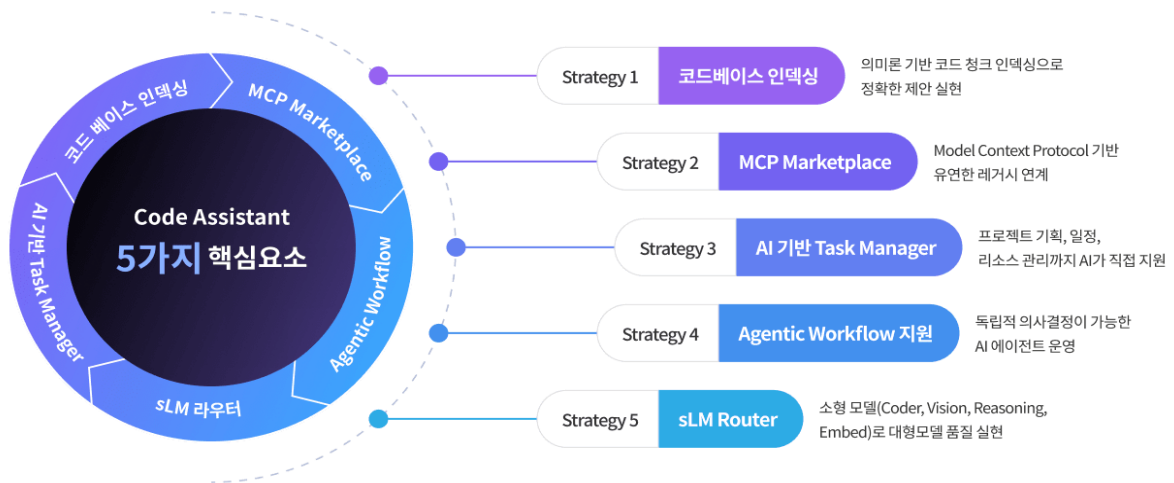 코드 베이스 인덱싱
MCP Marketplace
Agentic Workflow
sLM 라우터
AI 기반 Task Manager
Code Assistant
5가지 핵심요소
Strategy 1
코드베이스 인덱싱
의미론 기반 코드 청크 인덱싱으로
정확한 제안 실현
Strategy 2
MCP Marketplace
Model Context Protocol 기반
유연한 레거시 연계
Strategy 3
AI 기반 Task Manager
프로젝트 기획, 일정,
리소스 관리까지 AI가 직접 지원
Strategy 4
Agentic Workflow 지원
독립적 의사결정이 가능한
AI 에이전트 운영
Strategy 5
sLM Router
소형 모델(Coder, Vision, Reasoning,
Embed)로 대형모델 품질 실현